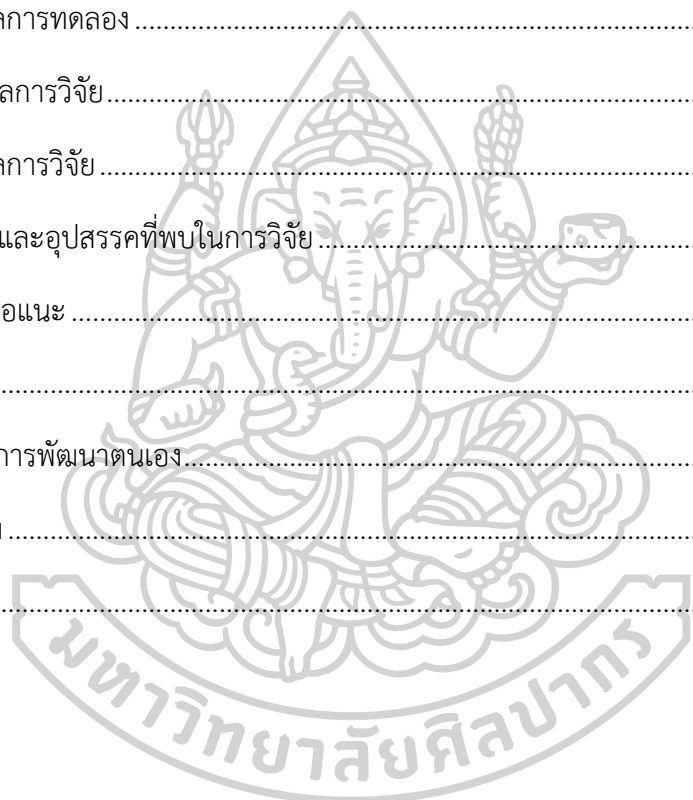 ลการทดลอง ................................................................
ลการวิจัย ................................................................
ลการวิจัย ................................................................
และอุปสรรคที่พบในการวิจัย ................................................................
อแนะ ................................................................
................................................................
การพัฒนาตนเอง ................................................................
................................................................
................................................................
มหาวิทยาลัยศิลปากร